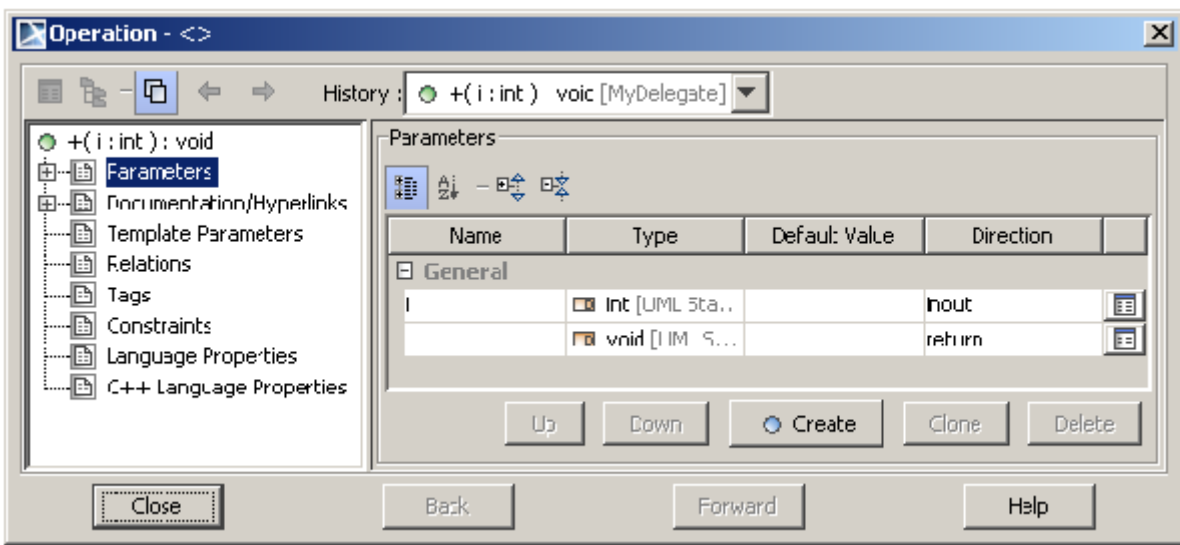 Operation - <>
History : +( i : int ) voic [MyDelegate]
+( i : int ) : void
Parameters
Documentation/Hyperlinks
Template Parameters
Relations
Tags
Constraints
Language Properties
C++ Language Properties
Parameters
Name Type Default Value Direction
General
i int [UML Sta... inout
void [UML S... return
Up Down Create Clone Delete
Close Back Forward Help